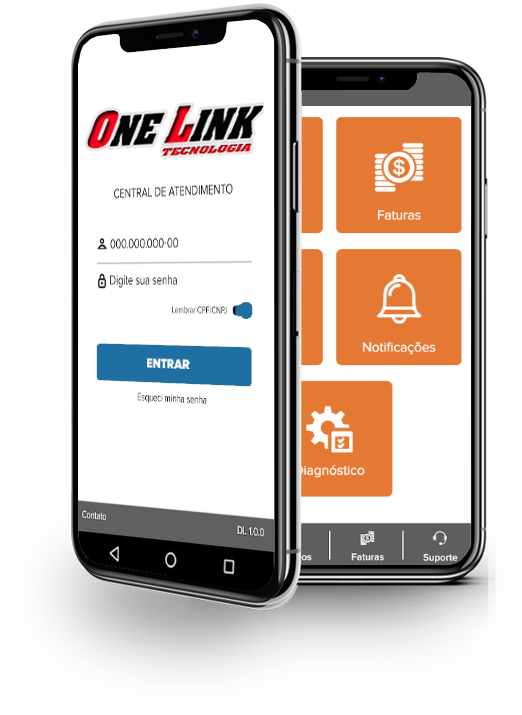 ONE LINK
TECNOLOGIA
CENTRAL DE ATENDIMENTO
000.000.000-00
Digite sua senha
Lembrar CPF/CNPJ
ENTRAR
Esqueci minha senha
Contato
DL 1.0.0
Faturas
Notificações
Diagnóstico
Faturas
Suporte